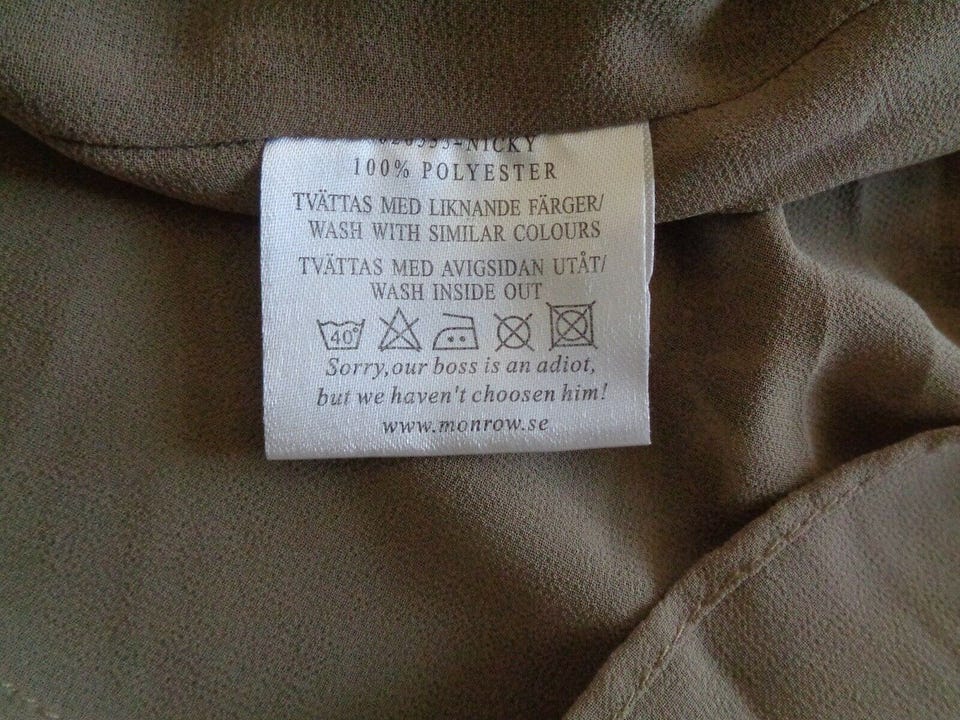 NICKY
100% POLYESTER
TVÄTTAS MED LIKNANDE FÄRGER/
WASH WITH SIMILAR COLOURS
TVÄTTAS MED AVIGSIDAN UTÅT/
WASH INSIDE OUT
40°
Sorry,our boss is an adiot,
but we haven't choosen him!
www.monrow.se